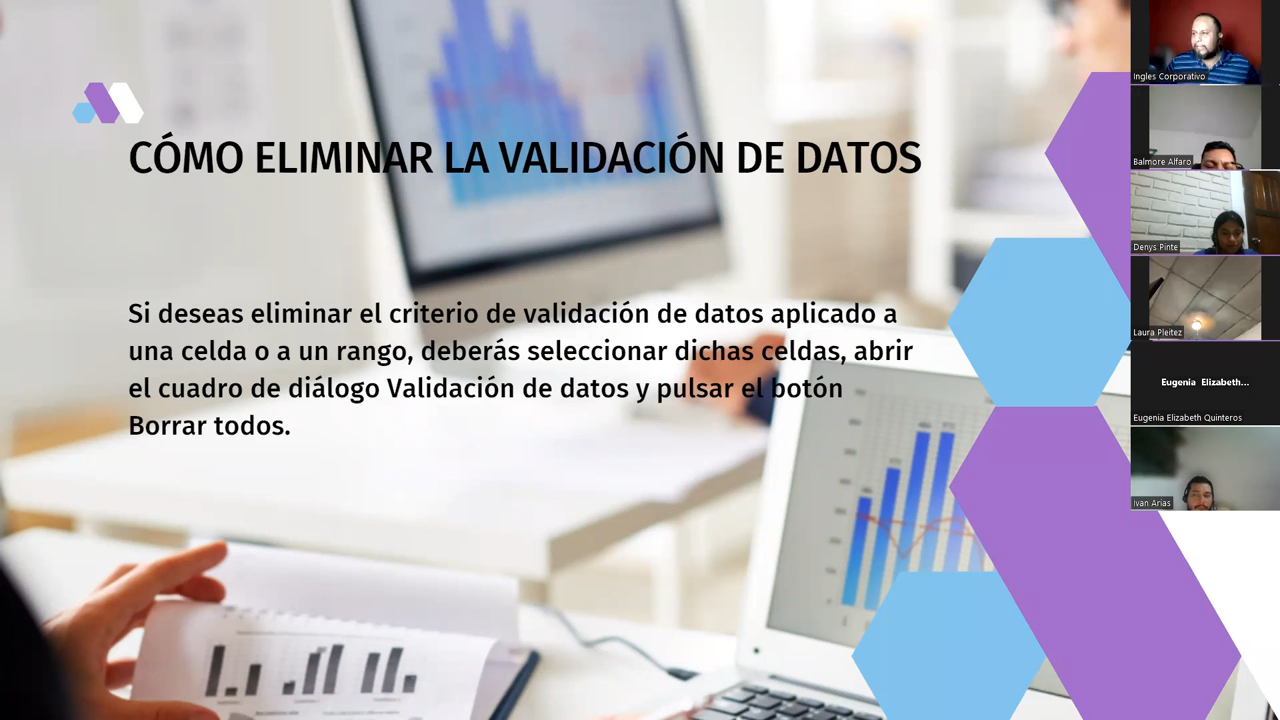 CÓMO ELIMINAR LA VALIDACIÓN DE DATOS
Si deseas eliminar el criterio de validación de datos aplicado a
una celda o a un rango, deberás seleccionar dichas celdas, abrir
el cuadro de diálogo Validación de datos y pulsar el botón
Borrar todos.
Ingles Corporativo
Balmore Alfaro
Denys Pinte
Laura Pleitez
Eugenia Elizabeth...
Eugenia Elizabeth Quinteros
Ivan Arias